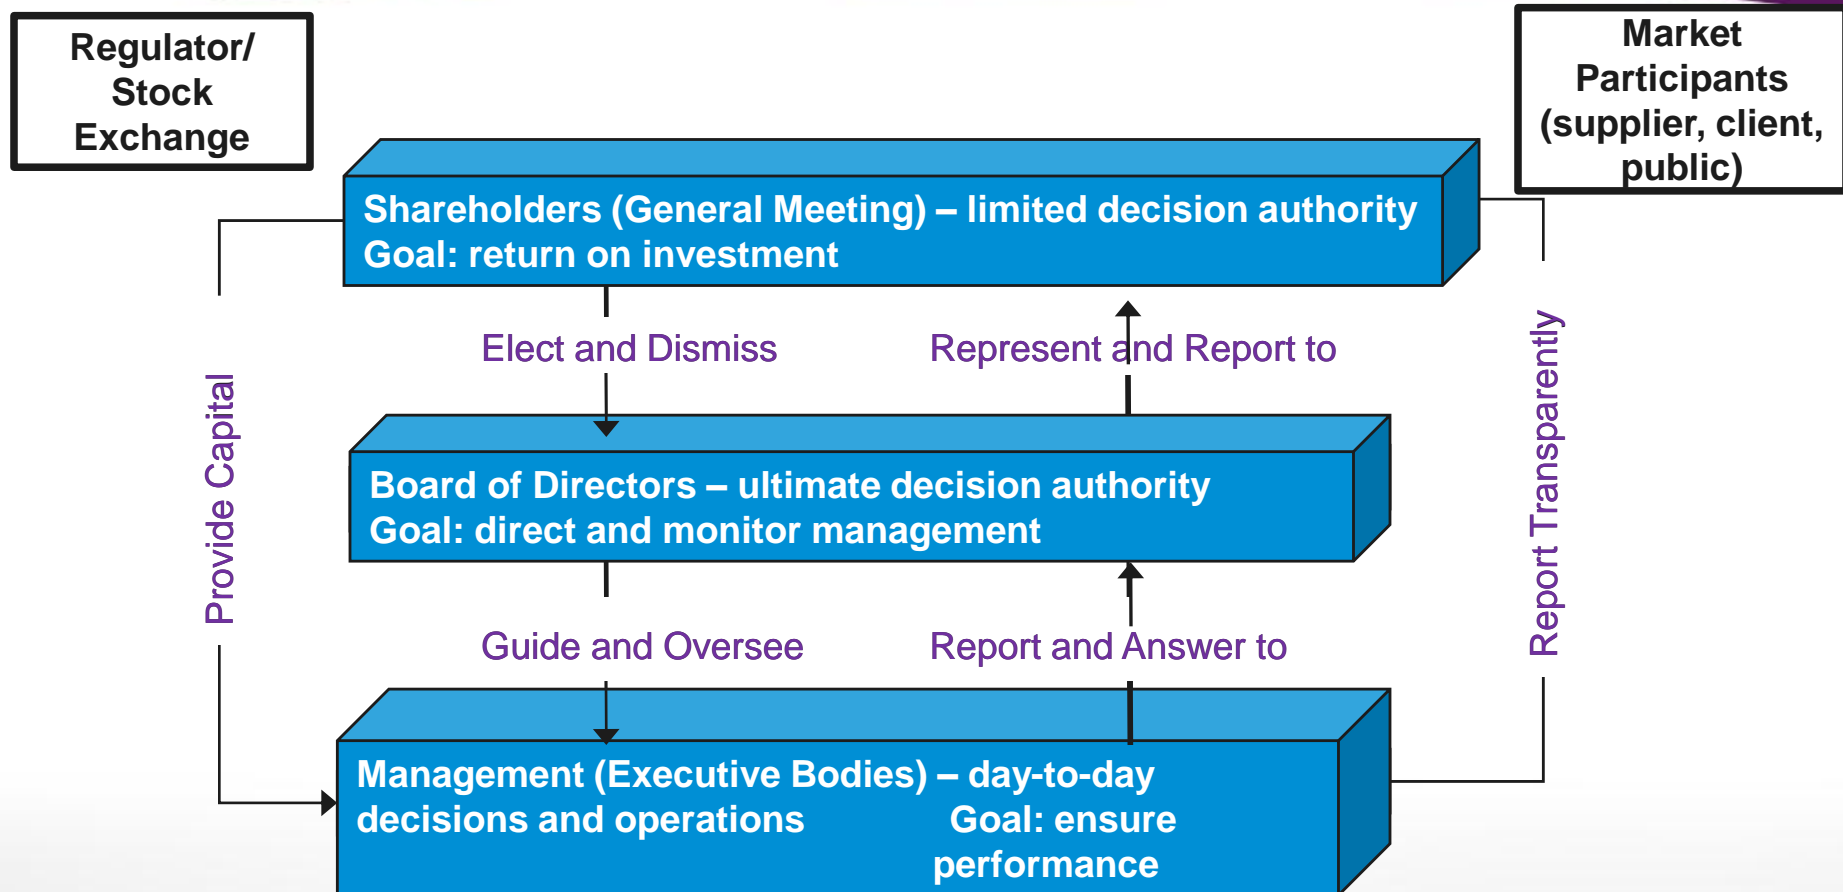 Regulator/
Stock
Exchange
Market
Participants
(supplier, client,
public)
Shareholders (General Meeting) – limited decision authority
Goal: return on investment
Elect and Dismiss
Represent and Report to
Provide Capital
Report Transparently
Board of Directors – ultimate decision authority
Goal: direct and monitor management
Guide and Oversee
Report and Answer to
Management (Executive Bodies) – day-to-day
decisions and operations Goal: ensure
performance